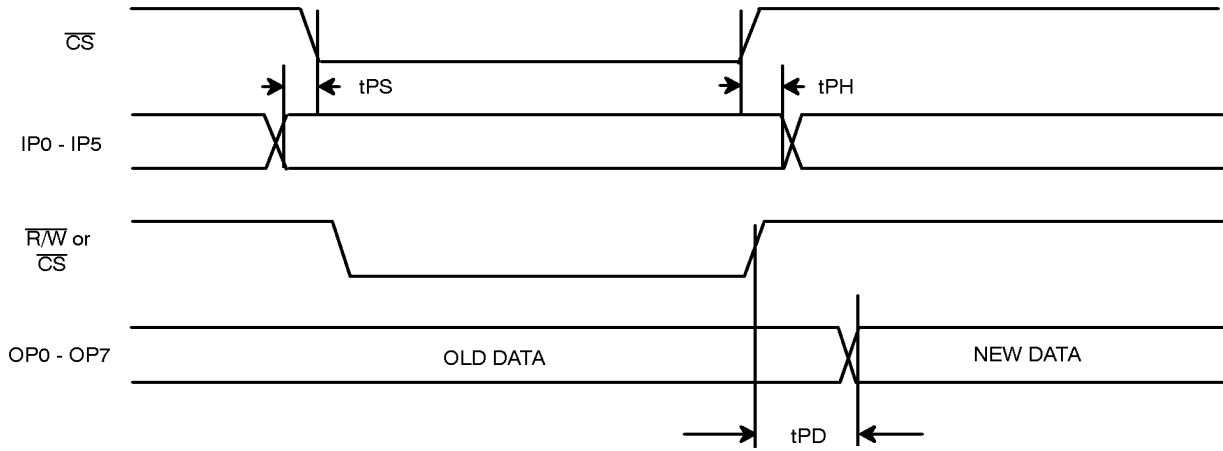 CS
tPS
tPH
IP0 - IP5
R/W or
CS
OP0 - OP7
OLD DATA
NEW DATA
tPD